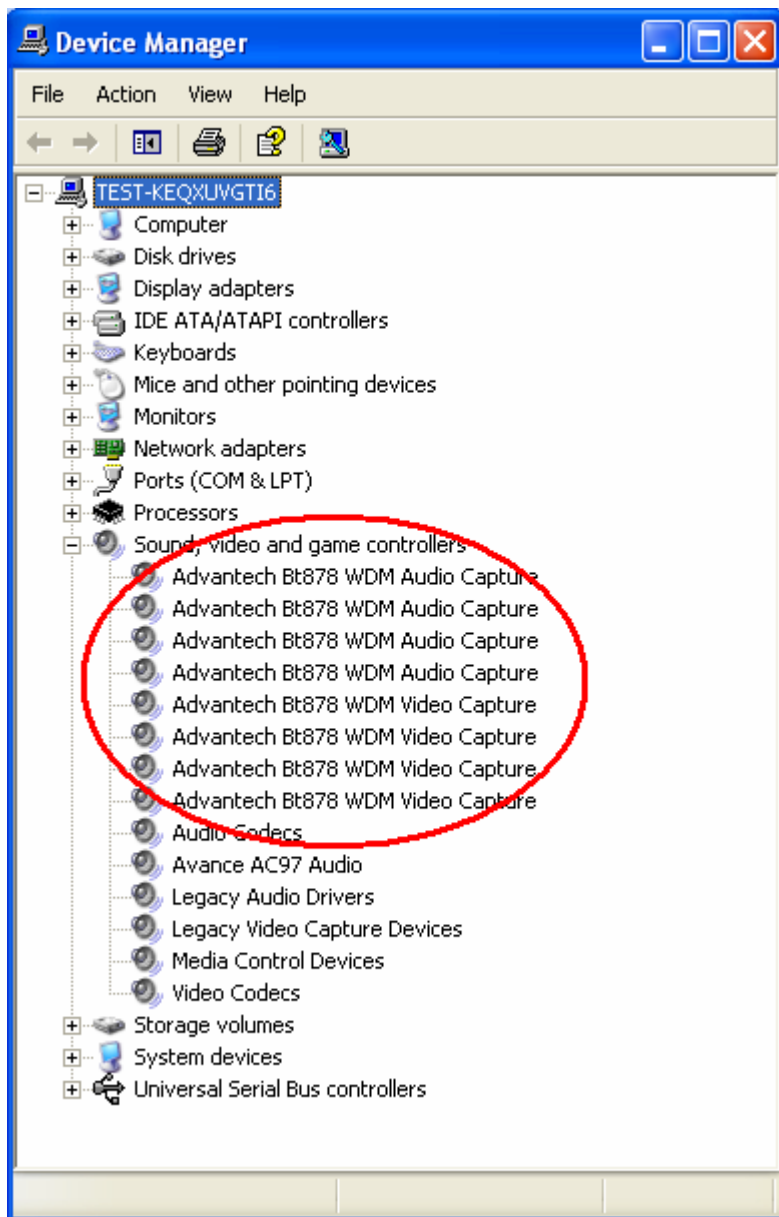 Device Manager
File Action View Help
TEST-KEQXUVGTI6
Computer
Disk drives
Display adapters
IDE ATA/ATAPI controllers
Keyboards
Mice and other pointing devices
Monitors
Network adapters
Ports (COM & LPT)
Processors
Sound, video and game controllers
Advantech Bt878 WDM Audio Capture
Advantech Bt878 WDM Audio Capture
Advantech Bt878 WDM Audio Capture
Advantech Bt878 WDM Audio Capture
Advantech Bt878 WDM Video Capture
Advantech Bt878 WDM Video Capture
Advantech Bt878 WDM Video Capture
Advantech Bt878 WDM Video Capture
Audio Codecs
Avance AC97 Audio
Legacy Audio Drivers
Legacy Video Capture Devices
Media Control Devices
Video Codecs
Storage volumes
System devices
Universal Serial Bus controllers